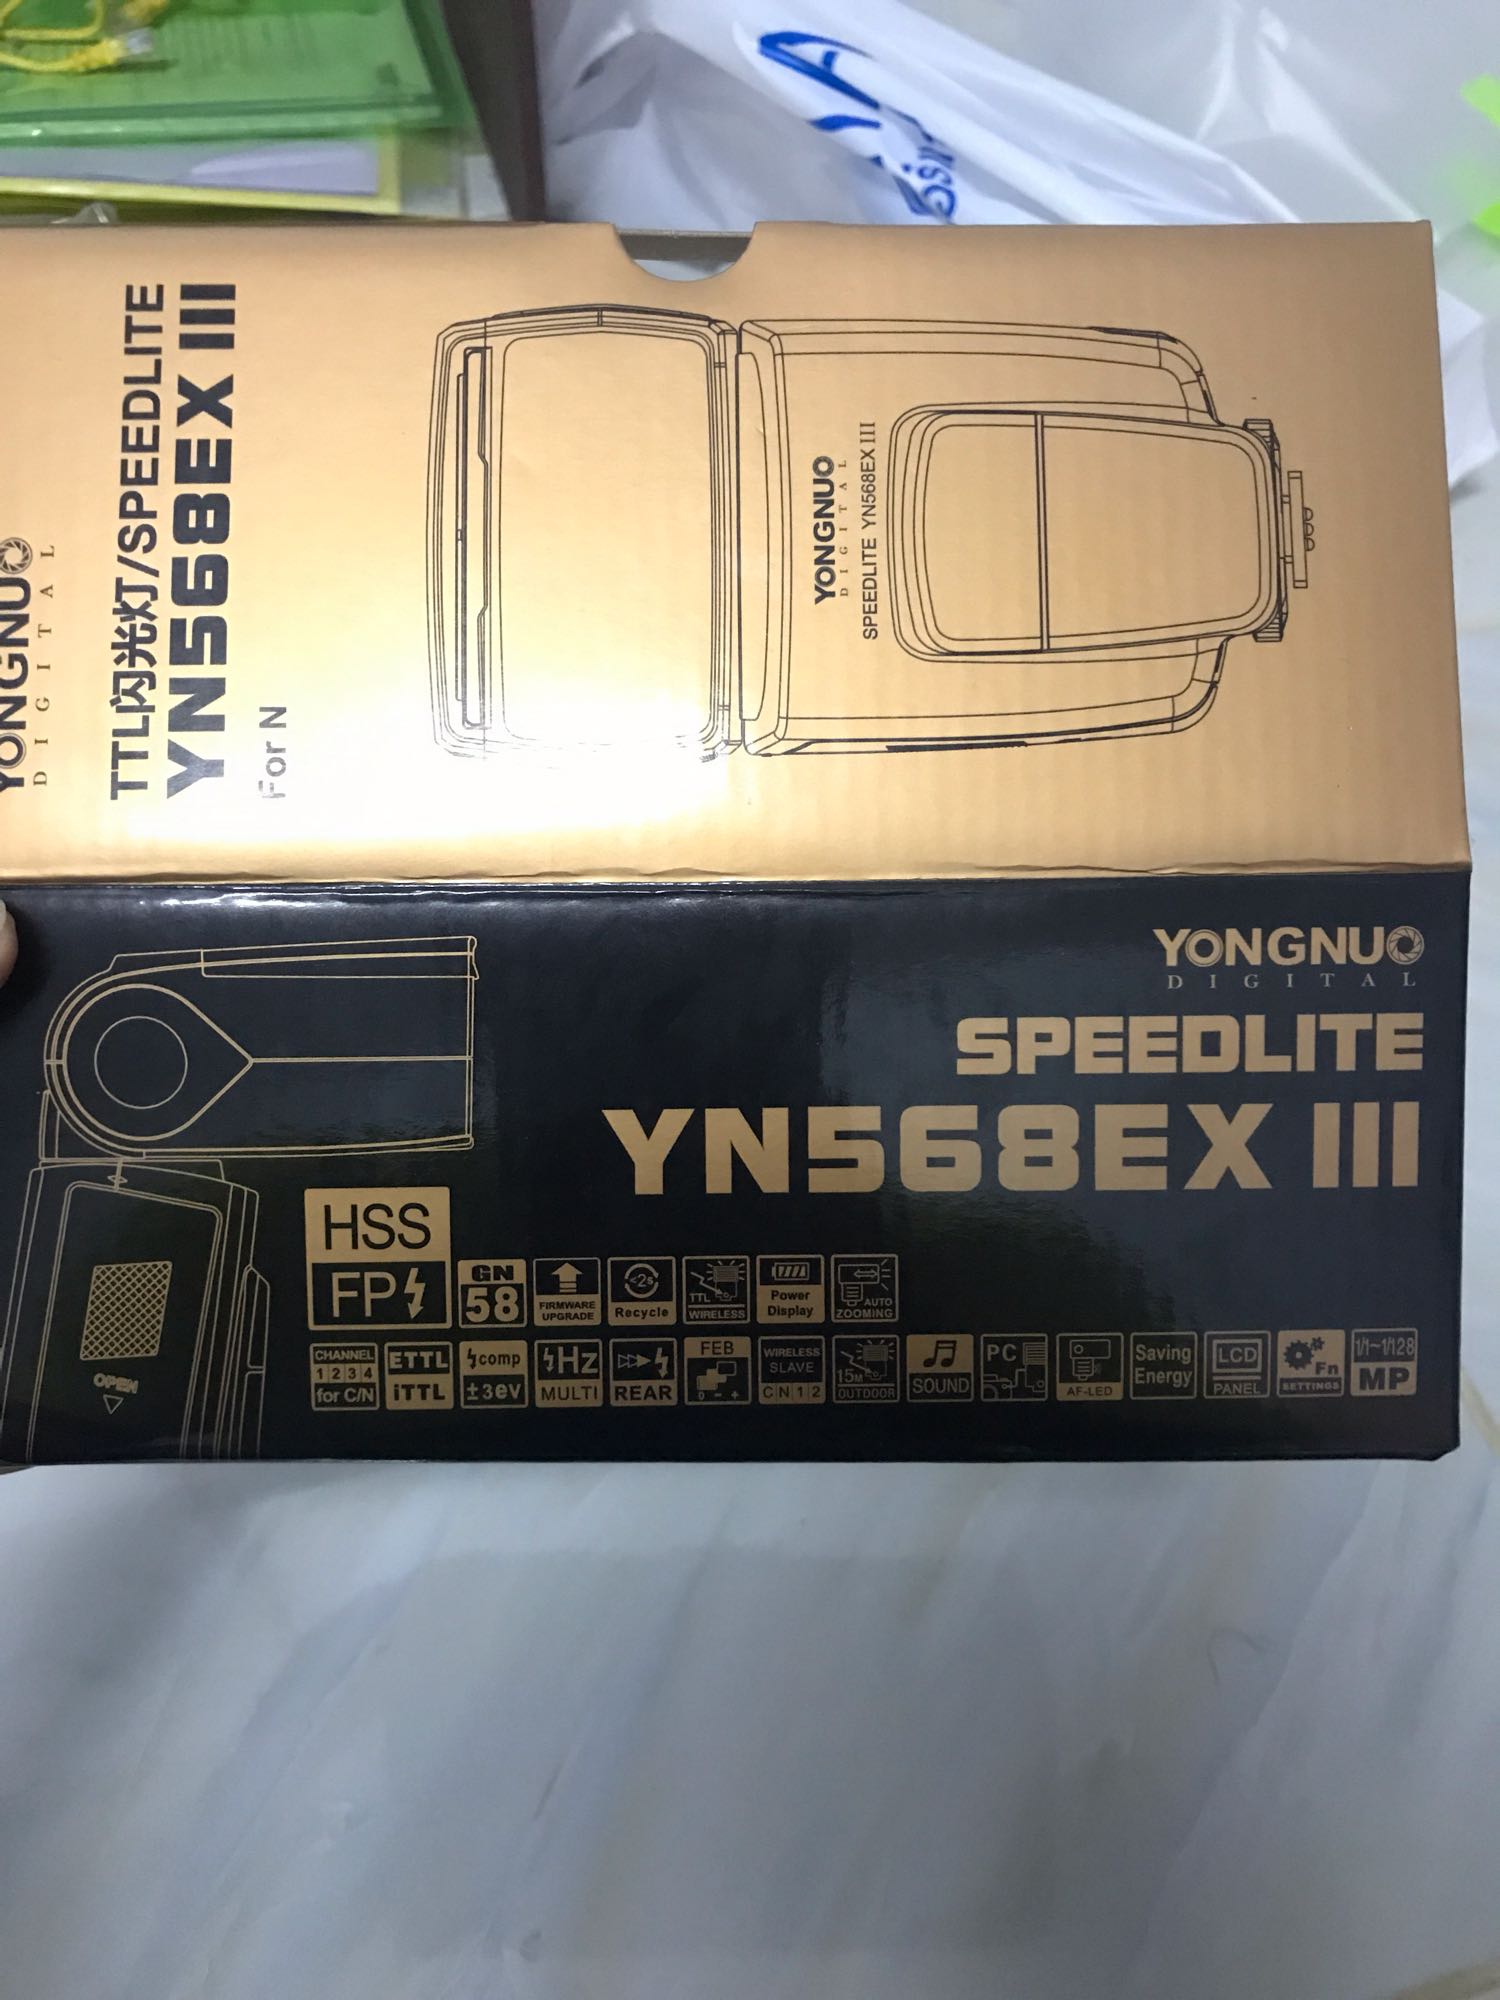 YONGNUO
DIGITAL
TTL闪光灯/SPEEDLITE
YN568EX III
For N
YONGNUO
DIGITAL
SPEEDLITE YN568EX III
YONGNUO
DIGITAL
SPEEDLITE
YN568EX III
OPEN
HSS
FP
GN
58
FIRMWARE
UPGRADE
<2s
Recycle
TTL
WIRELESS
Power
Display
AUTO
ZOOMING
CHANNEL
1 2 3 4
for C/N
ETTL
iTTL
comp
±3ev
Hz
MULTI
REAR
FEB
0 - +
WIRELESS
SLAVE
C N 1 2
15M
OUTDOOR
SOUND
PC
AF-LED
Saving
Energy
LCD
PANEL
Fn
SETTINGS
1/1~1/128
MP